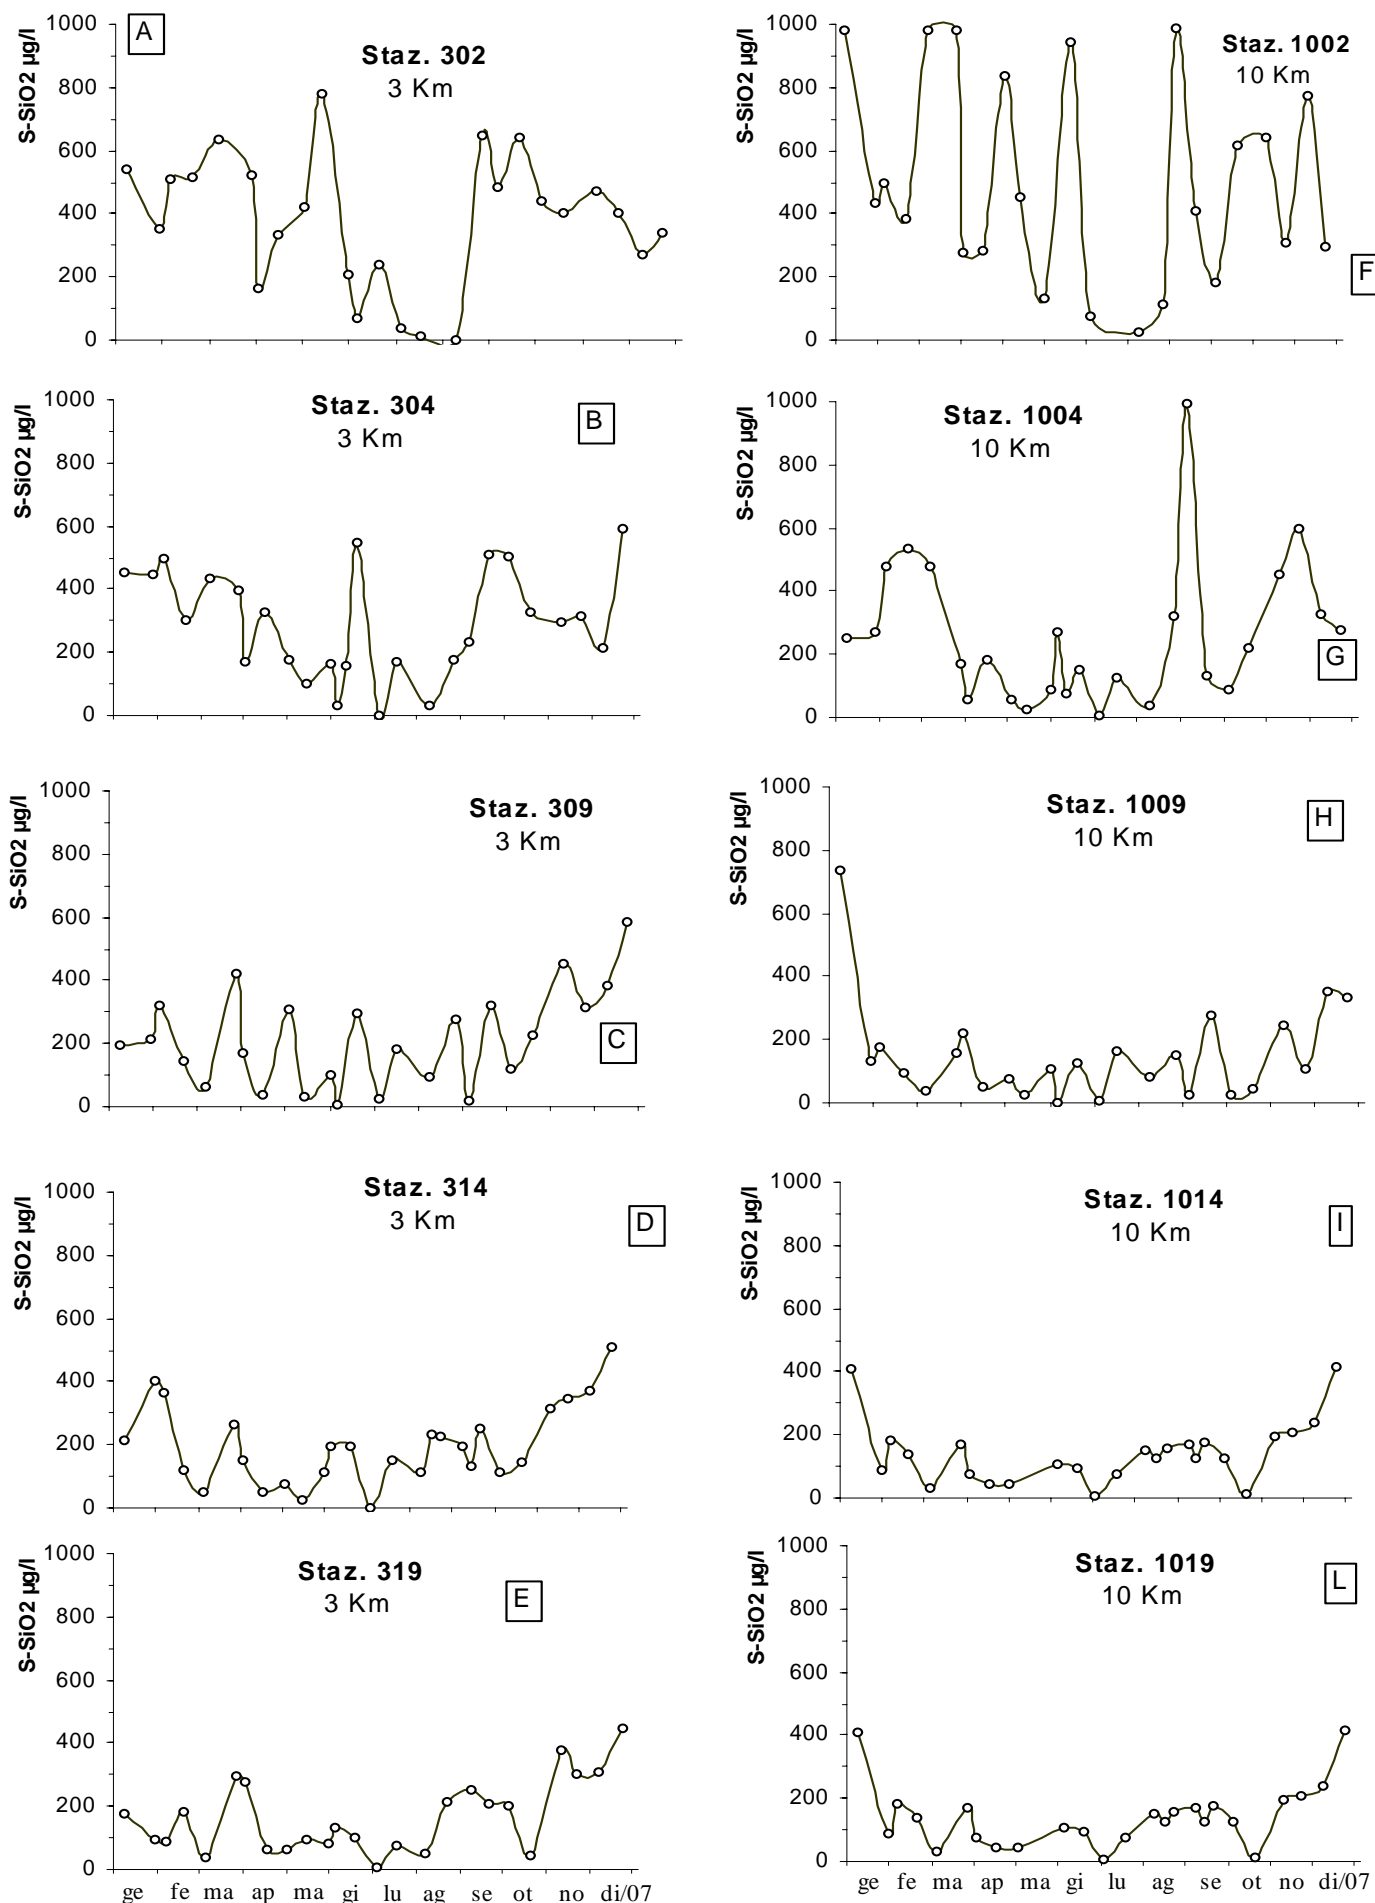 A
Staz. 302
3 Km
S-SiO2 µg/l
1000
800
600
400
200
0
Staz. 1002
10 Km
F
S-SiO2 µg/l
1000
800
600
400
200
0
Staz. 304
3 Km
B
S-SiO2 µg/l
1000
800
600
400
200
0
Staz. 1004
10 Km
G
S-SiO2 µg/l
1000
800
600
400
200
0
Staz. 309
3 Km
C
S-SiO2 µg/l
1000
800
600
400
200
0
Staz. 1009
10 Km
H
S-SiO2 µg/l
1000
800
600
400
200
0
Staz. 314
3 Km
D
S-SiO2 µg/l
1000
800
600
400
200
0
Staz. 1014
10 Km
I
S-SiO2 µg/l
1000
800
600
400
200
0
Staz. 319
3 Km
E
S-SiO2 µg/l
1000
800
600
400
200
0
ge fe ma ap ma gi lu ag se ot no di/07
Staz. 1019
10 Km
L
S-SiO2 µg/l
1000
800
600
400
200
0
ge fe ma ap ma gi lu ag se ot no di/07